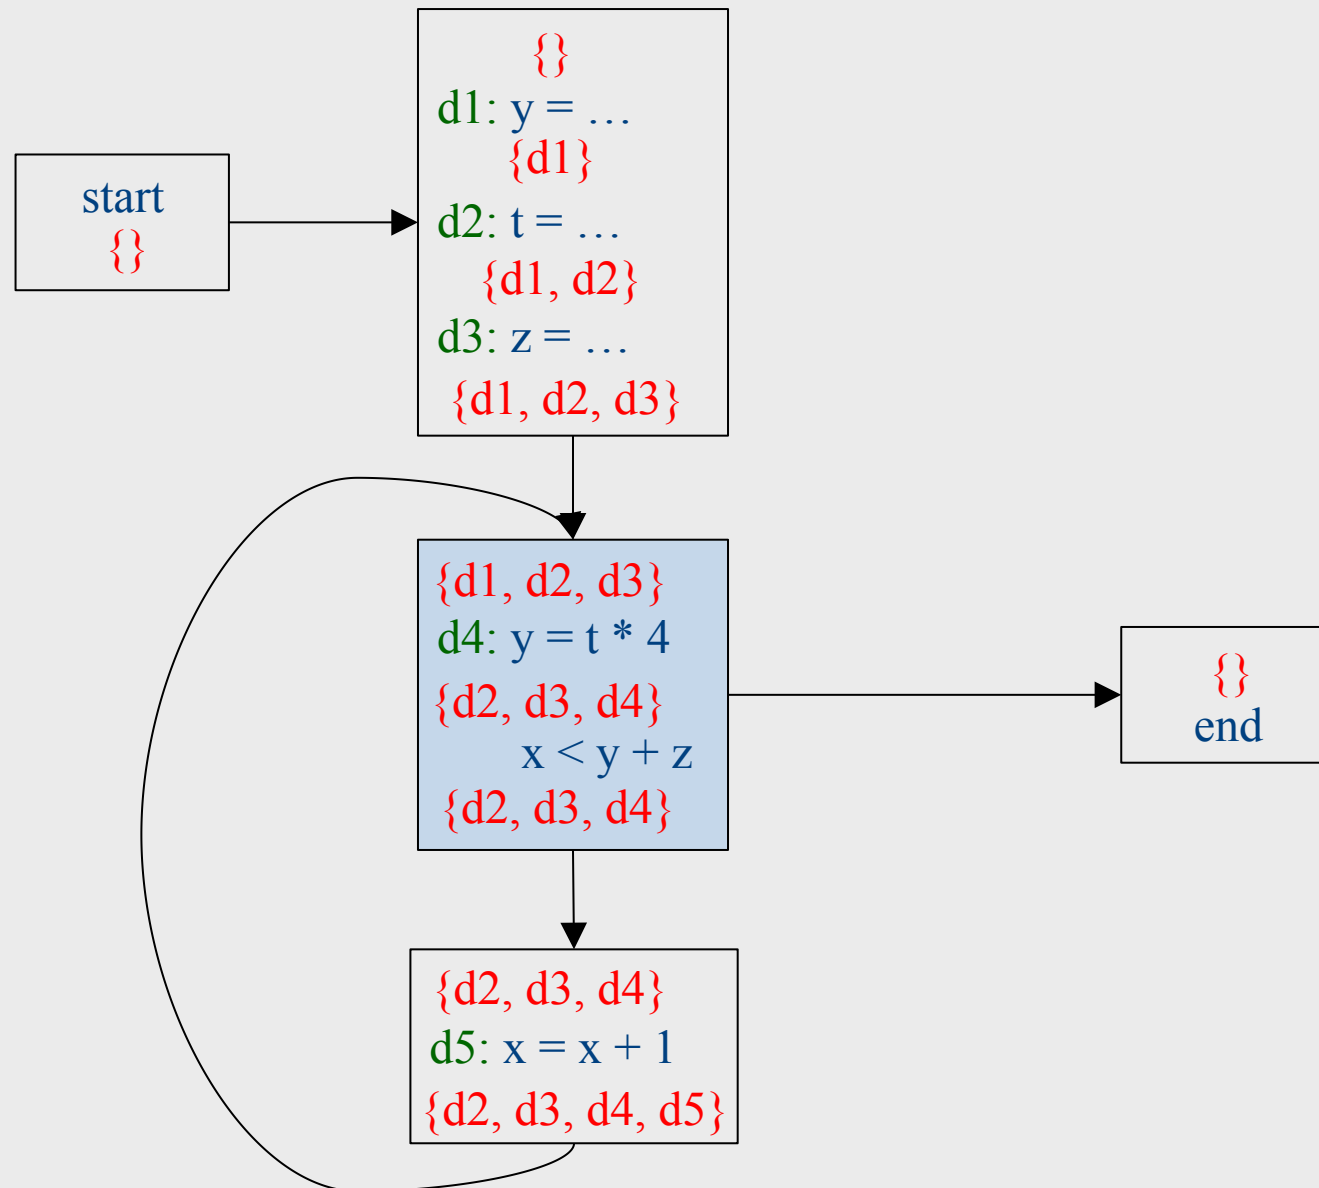 start
{}
{}
d1: y = …
{d1}
d2: t = …
{d1, d2}
d3: z = …
{d1, d2, d3}
{d1, d2, d3}
d4: y = t * 4
{d2, d3, d4}
x < y + z
{d2, d3, d4}
{}
end
{d2, d3, d4}
d5: x = x + 1
{d2, d3, d4, d5}